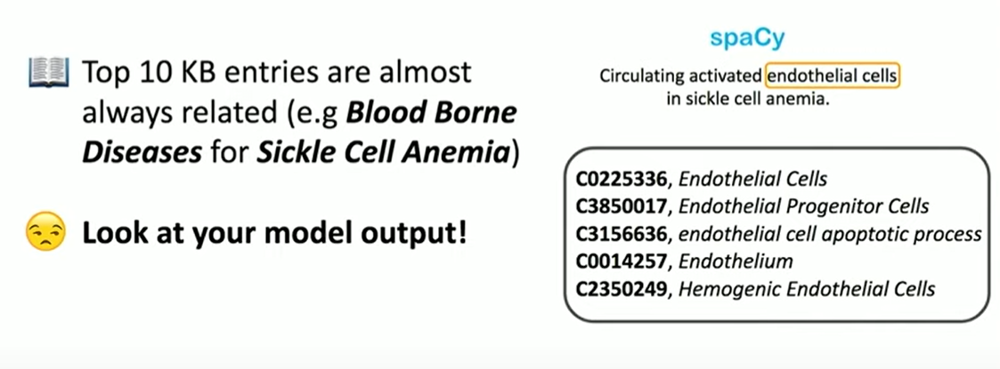 Top 10 KB entries are almost
always related (e.g Blood Borne
Diseases for Sickle Cell Anemia)
Look at your model output!
spaCy
Circulating activated endothelial cells
in sickle cell anemia.
C0225336, Endothelial Cells
C3850017, Endothelial Progenitor Cells
C3156636, endothelial cell apoptotic process
C0014257, Endothelium
C2350249, Hemogenic Endothelial Cells